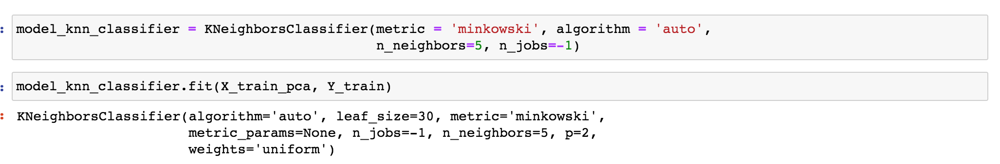 : model_knn_classifier = KNeighborsClassifier(metric = 'minkowski', algorithm = 'auto',
n_neighbors=5, n_jobs=-1)
: model_knn_classifier.fit(X_train_pca, Y_train)
: KNeighborsClassifier(algorithm='auto', leaf_size=30, metric='minkowski',
metric_params=None, n_jobs=-1, n_neighbors=5, p=2,
weights='uniform')